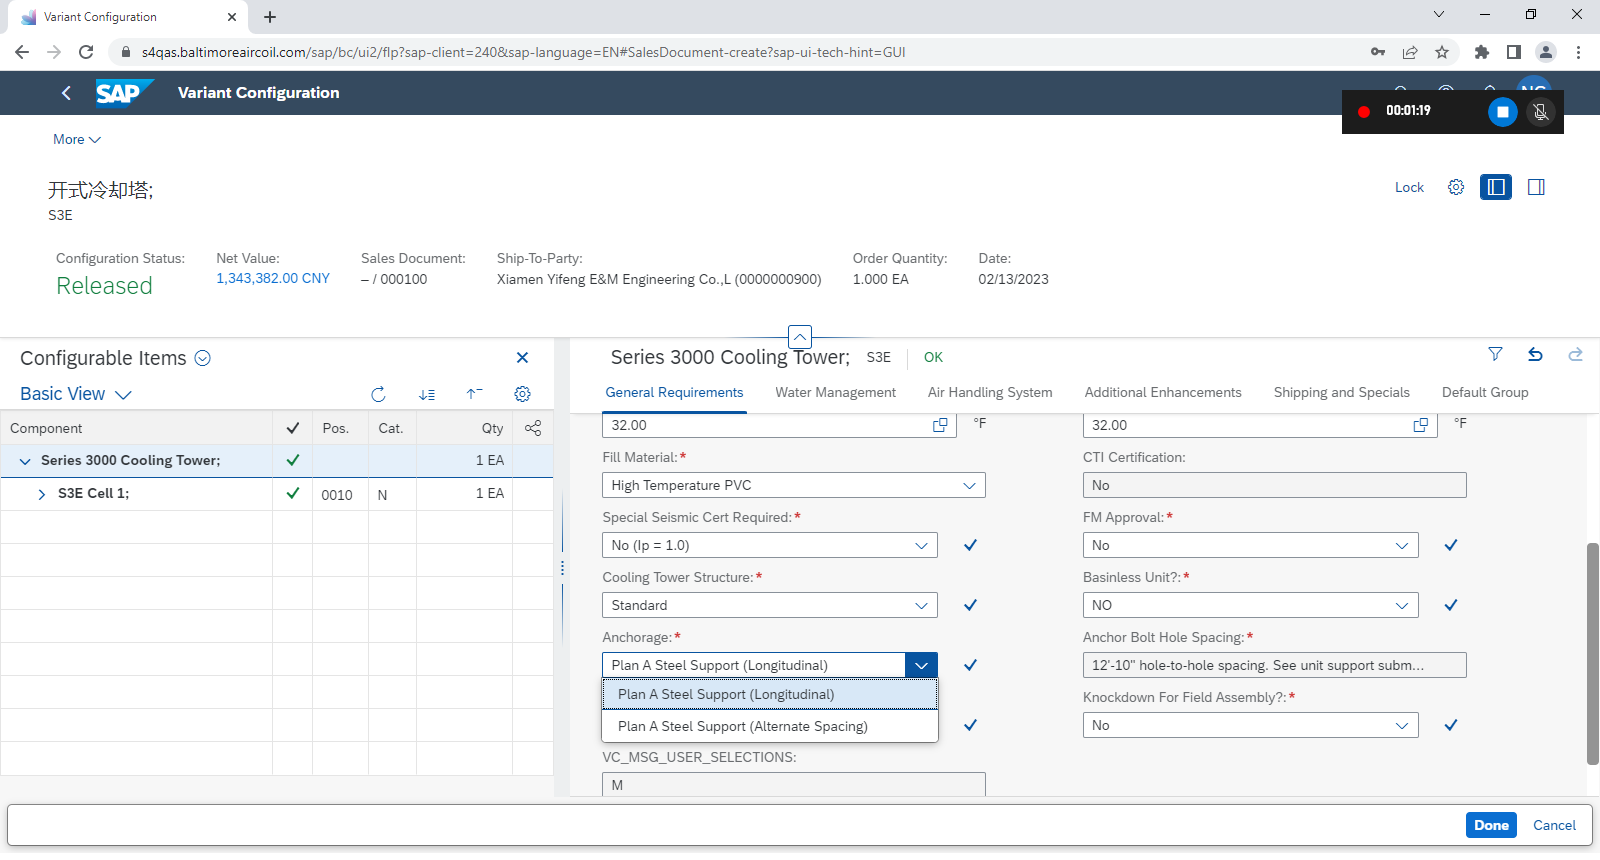 Variant Configuration
s4qas.baltimoreaircoil.com/sap/bc/ui2/flp?sap-client=240&sap-language=EN#SalesDocument-create?sap-ui-tech-hint=GUI
SAP
Variant Configuration
00:01:19
More
开式冷却塔;
S3E
Lock
Configuration Status:
Released
Net Value:
1,343,382.00 CNY
Sales Document:
– / 000100
Ship-To-Party:
Xiamen Yifeng E&M Engineering Co.,L (0000000900)
Order Quantity:
1.000 EA
Date:
02/13/2023
Configurable Items
Basic View
Component Pos. Cat. Qty
Series 3000 Cooling Tower; 1 EA
S3E Cell 1; 0010 N 1 EA
Series 3000 Cooling Tower; S3E OK
General Requirements Water Management Air Handling System Additional Enhancements Shipping and Specials Default Group
32.00 °F 32.00 °F
Fill Material:* CTI Certification:
High Temperature PVC No
Special Seismic Cert Required:* FM Approval:*
No (Ip = 1.0) No
Cooling Tower Structure:* Basinless Unit?:*
Standard NO
Anchorage:* Anchor Bolt Hole Spacing:*
Plan A Steel Support (Longitudinal) 12'-10" hole-to-hole spacing. See unit support subm...
Plan A Steel Support (Longitudinal) Knockdown For Field Assembly?:*
Plan A Steel Support (Alternate Spacing) No
VC_MSG_USER_SELECTIONS:
M
Done Cancel